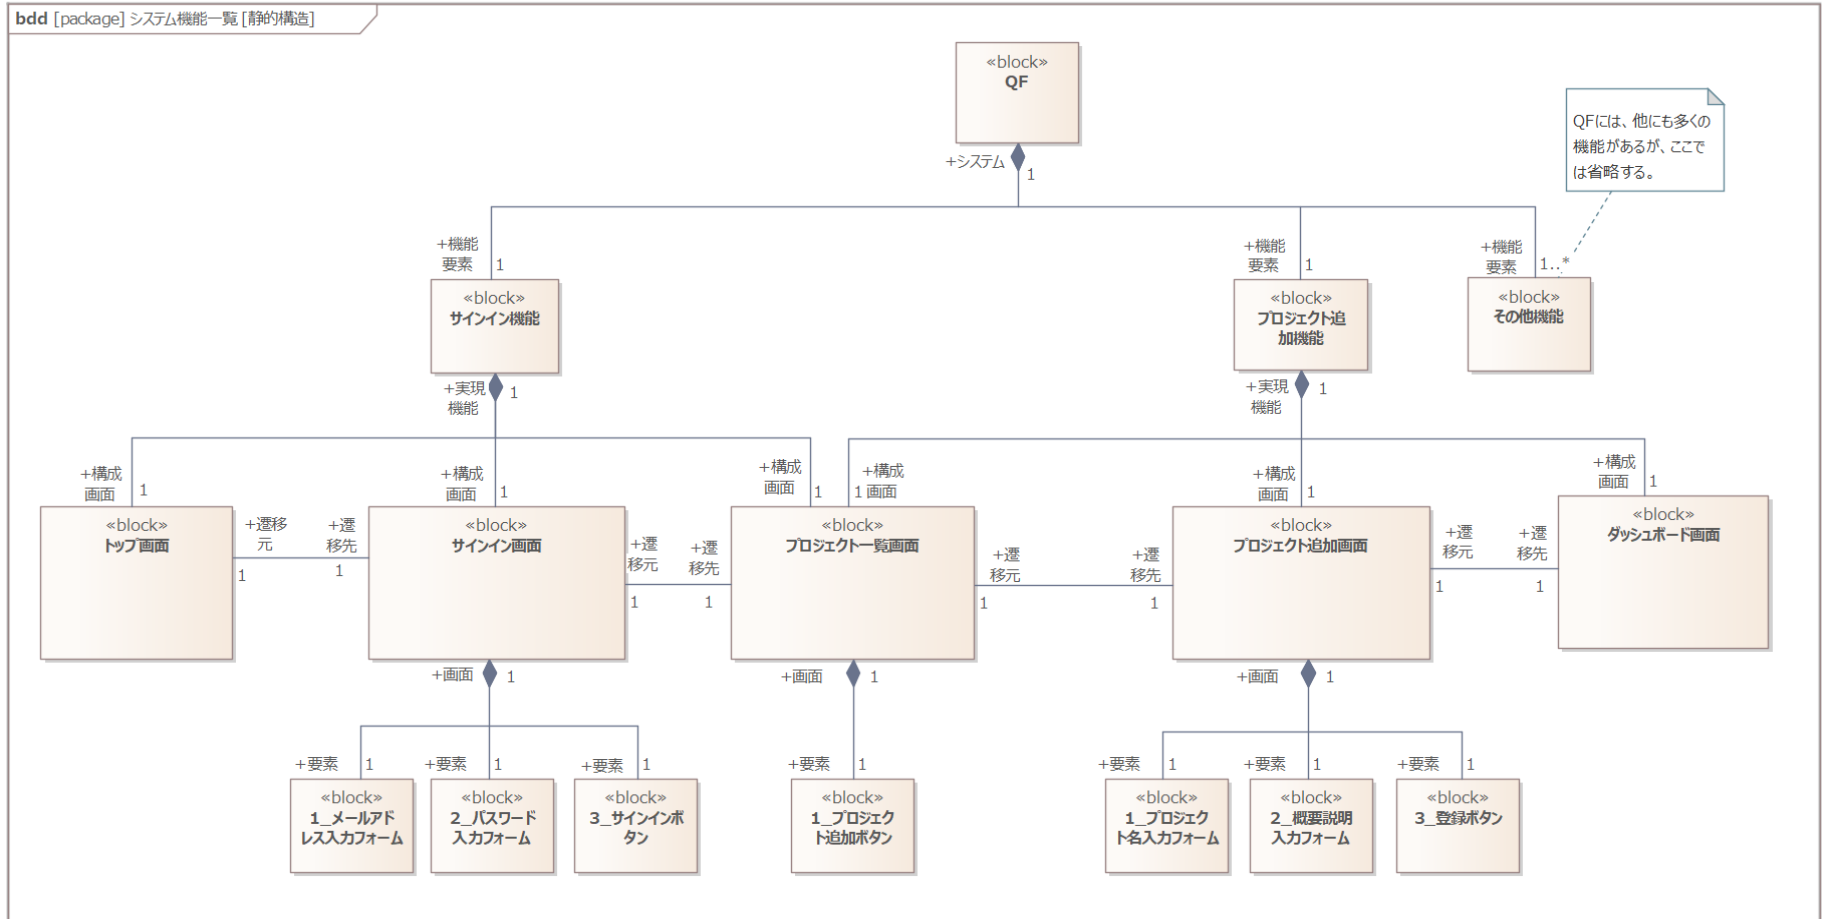 bdd [package] システム機能一覧 [静的構造]
«block»
QF
QFには、他にも多くの
機能があるが、ここで
は省略する。
+システム
1
+機能
要素
1
+機能
要素
1
+機能
要素
1..*
«block»
サインイン機能
«block»
プロジェクト追
加機能
«block»
その他機能
+実現
機能
1
+実現
機能
1
+構成
画面
1
+構成
画面
1
+構成
画面
1
+構成
画面
1
+構成
画面
1
+構成
画面
1
«block»
トップ画面
+遷移
元
1
+遷
移先
1
«block»
サインイン画面
+遷
移元
1
+遷
移先
1
«block»
プロジェクト一覧画面
+遷
移元
1
+遷
移先
1
«block»
プロジェクト追加画面
+遷
移元
1
+遷
移先
1
«block»
ダッシュボード画面
+画面
1
+画面
1
+画面
1
+要素
1
+要素
1
+要素
1
+要素
1
+要素
1
+要素
1
+要素
1
«block»
1__メールアド
レス入力フォーム
«block»
2__パスワード
入力フォーム
«block»
3__サインインボ
タン
«block»
1__プロジェク
ト追加ボタン
«block»
1__プロジェク
ト名入力フォーム
«block»
2__概要説明
入力フォーム
«block»
3__登録ボタン